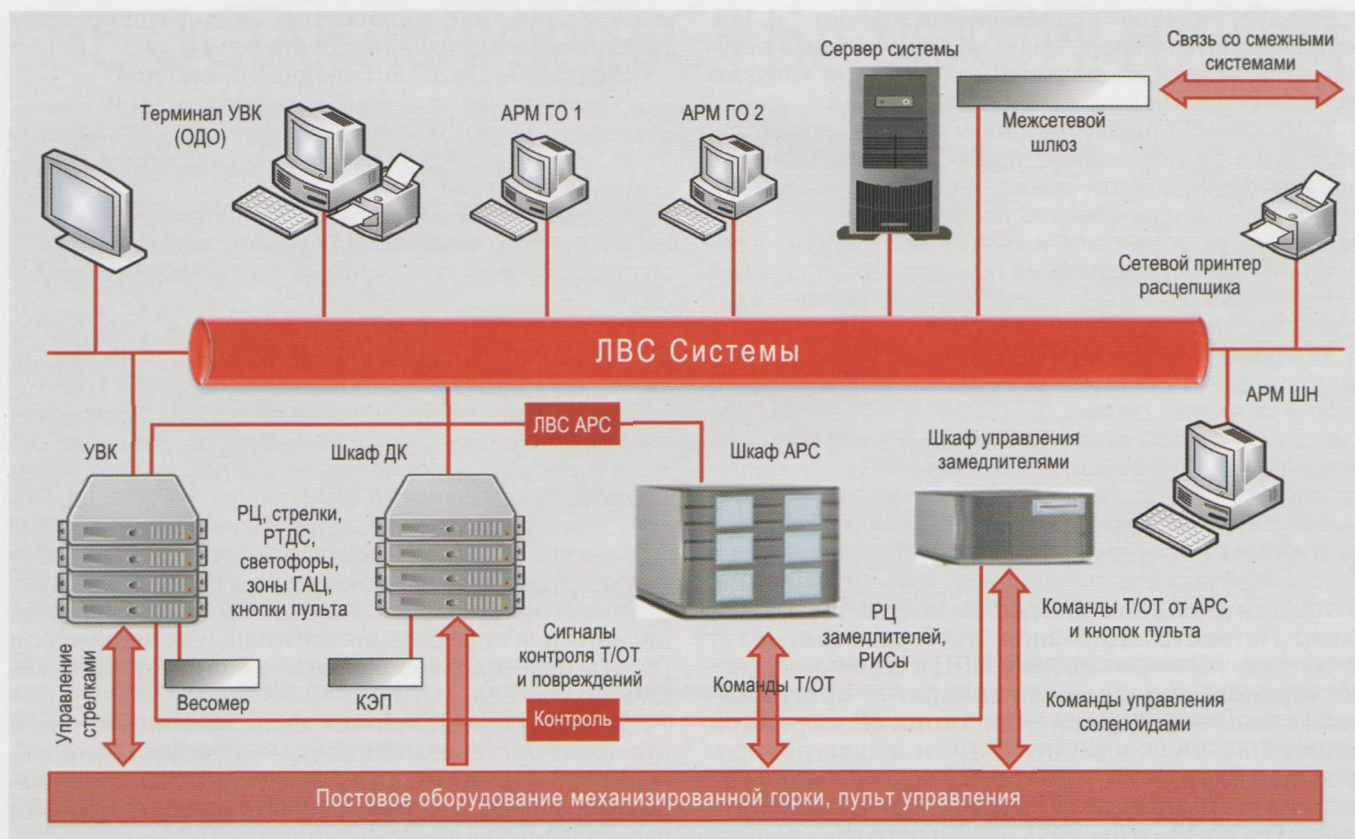 Связь со смежными
системами
Сервер системы
Межсетевой
шлюз
Терминал УВК
(ОДО)
АРМ ГО 1
АРМ ГО 2
Сетевой принтер
расцепщика
ЛВС Системы
АРМ ШН
ЛВС АРС
УВК
Шкаф ДК
Шкаф АРС
Шкаф управления
замедлителями
РЦ, стрелки,
РТДС,
светофоры,
зоны ГАЦ,
кнопки пульта
Управление
стрелками
Весомер
КЭП
Сигналы
контроля Т/ОТ
и повреждений
Контроль
Команды Т/ОТ
РЦ
замедлителей,
РИСы
Команды Т/ОТ от АРС
и кнопок пульта
Команды управления
соленоидами
Постовое оборудование механизированной горки, пульт управления